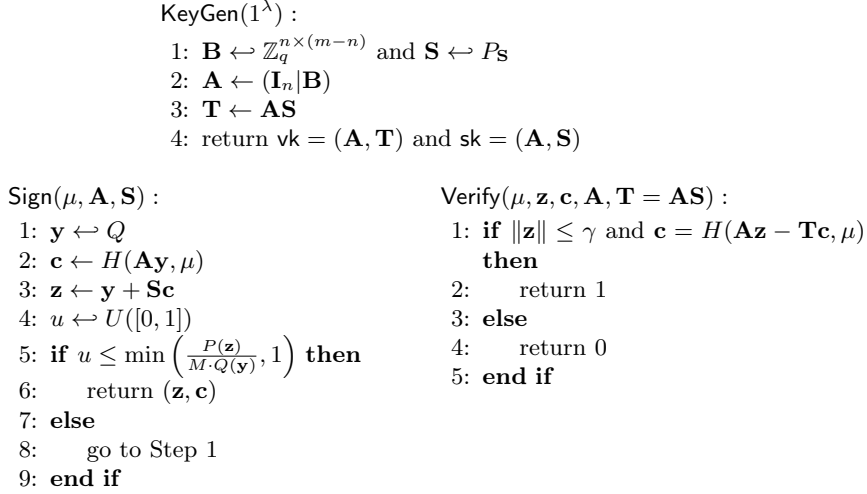 KeyGen(1^λ) :
1: B ↩ ℤ_q^{n×(m−n)} and S ↩ P_S
2: A ← (I_n|B)
3: T ← AS
4: return vk = (A, T) and sk = (A, S)
Sign(μ, A, S) :
1: y ↩ Q
2: c ← H(Ay, μ)
3: z ← y + Sc
4: u ↩ U([0, 1])
5: if u ≤ min (P(z)/(M·Q(y)), 1) then
6: return (z, c)
7: else
8: go to Step 1
9: end if
Verify(μ, z, c, A, T = AS) :
1: if ‖z‖ ≤ γ and c = H(Az − Tc, μ)
then
2: return 1
3: else
4: return 0
5: end if